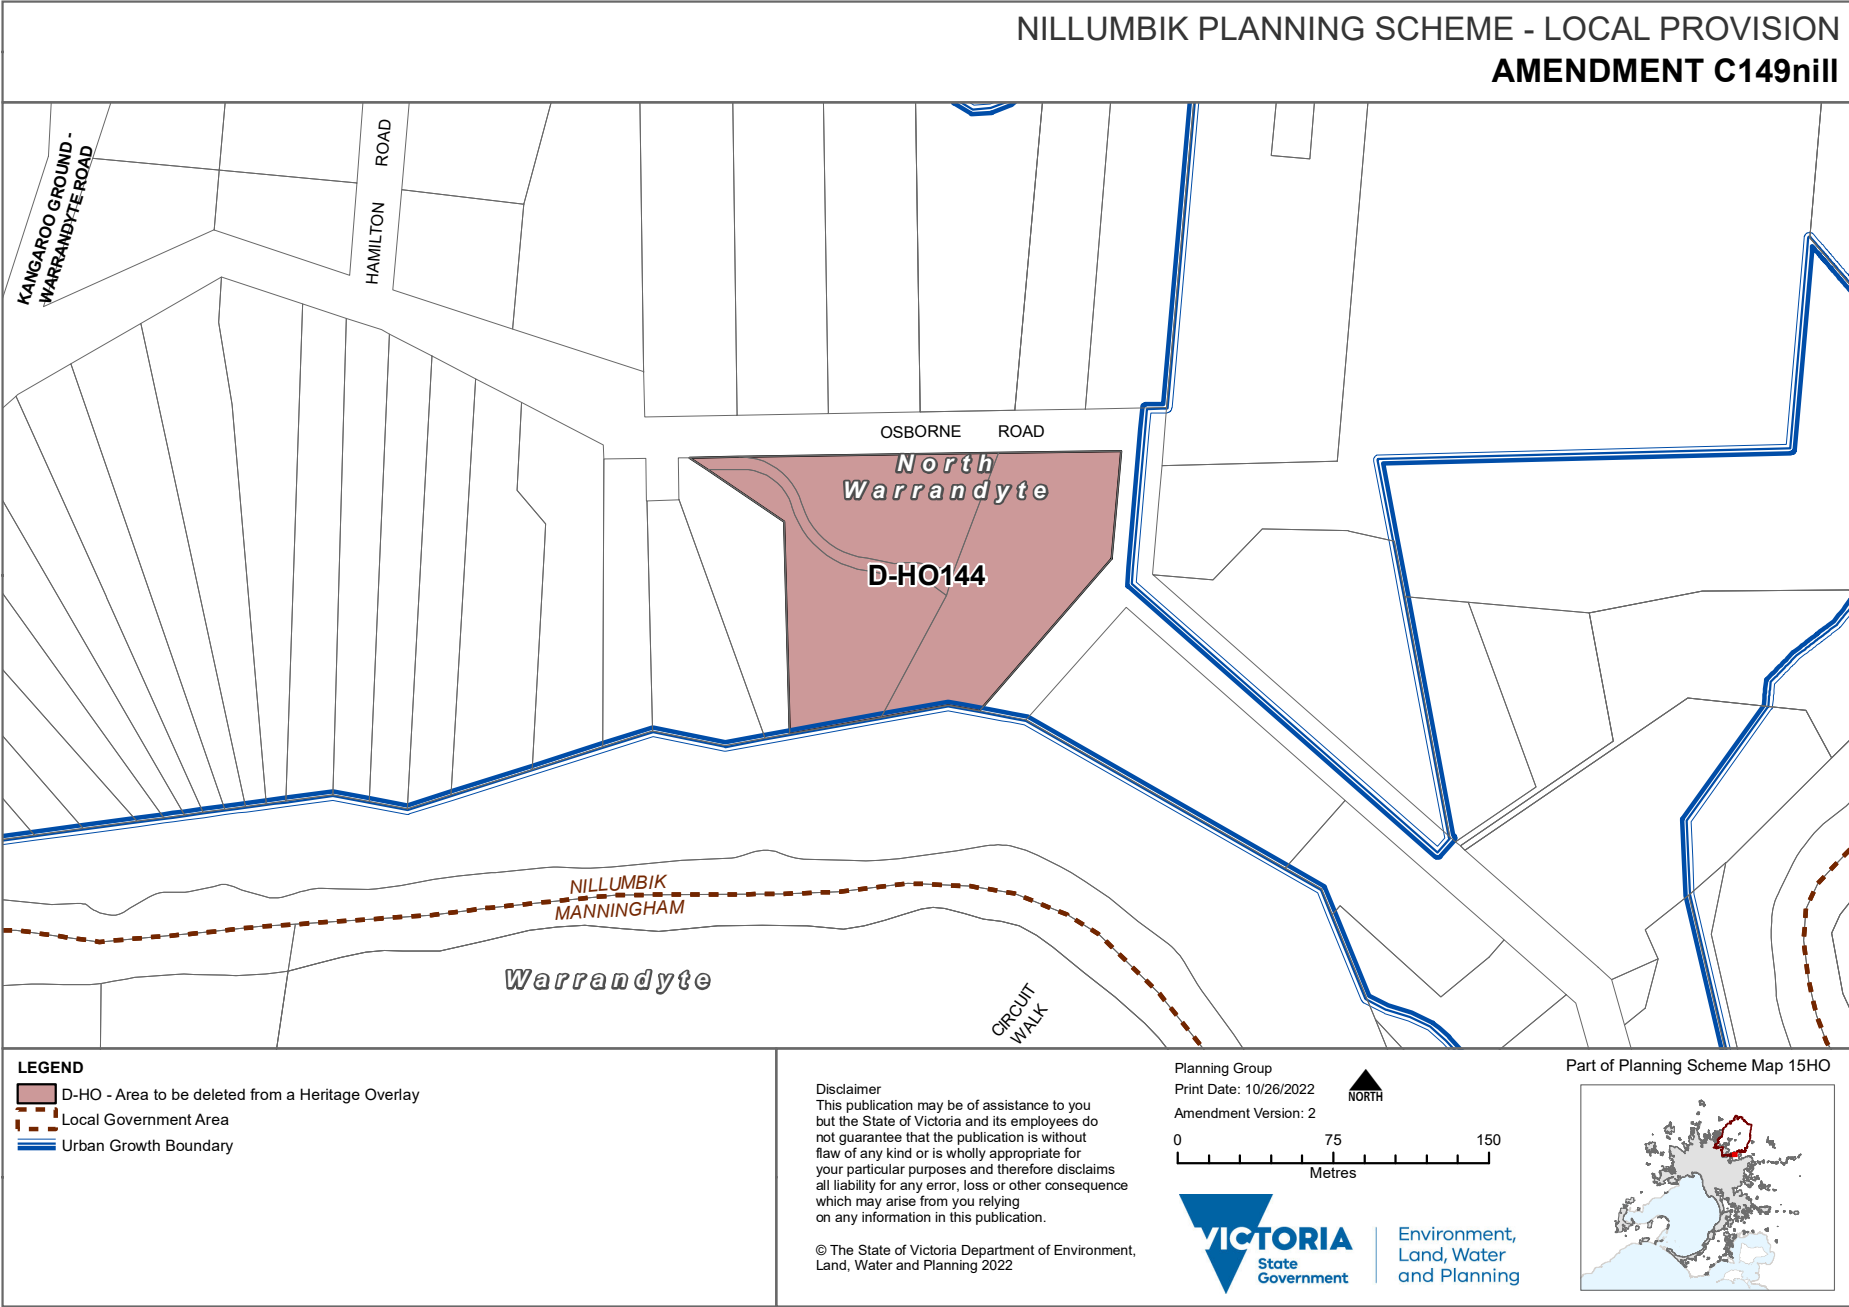 NILLUMBIK PLANNING SCHEME - LOCAL PROVISION
AMENDMENT C149nill
KANGAROO GROUND -
WARRANDYTE ROAD
HAMILTON ROAD
OSBORNE ROAD
North
Warrandyte
D-HO144
NILLUMBIK
MANNINGHAM
Warrandyte
CIRCUIT
WALK
LEGEND
D-HO - Area to be deleted from a Heritage Overlay
Local Government Area
Urban Growth Boundary
Disclaimer
This publication may be of assistance to you
but the State of Victoria and its employees do
not guarantee that the publication is without
flaw of any kind or is wholly appropriate for
your particular purposes and therefore disclaims
all liability for any error, loss or other consequence
which may arise from you relying
on any information in this publication.
© The State of Victoria Department of Environment,
Land, Water and Planning 2022
Planning Group
Print Date: 10/26/2022
Amendment Version: 2
NORTH
0 75 150
Metres
VICTORIA
State
Government
Environment,
Land, Water
and Planning
Part of Planning Scheme Map 15HO